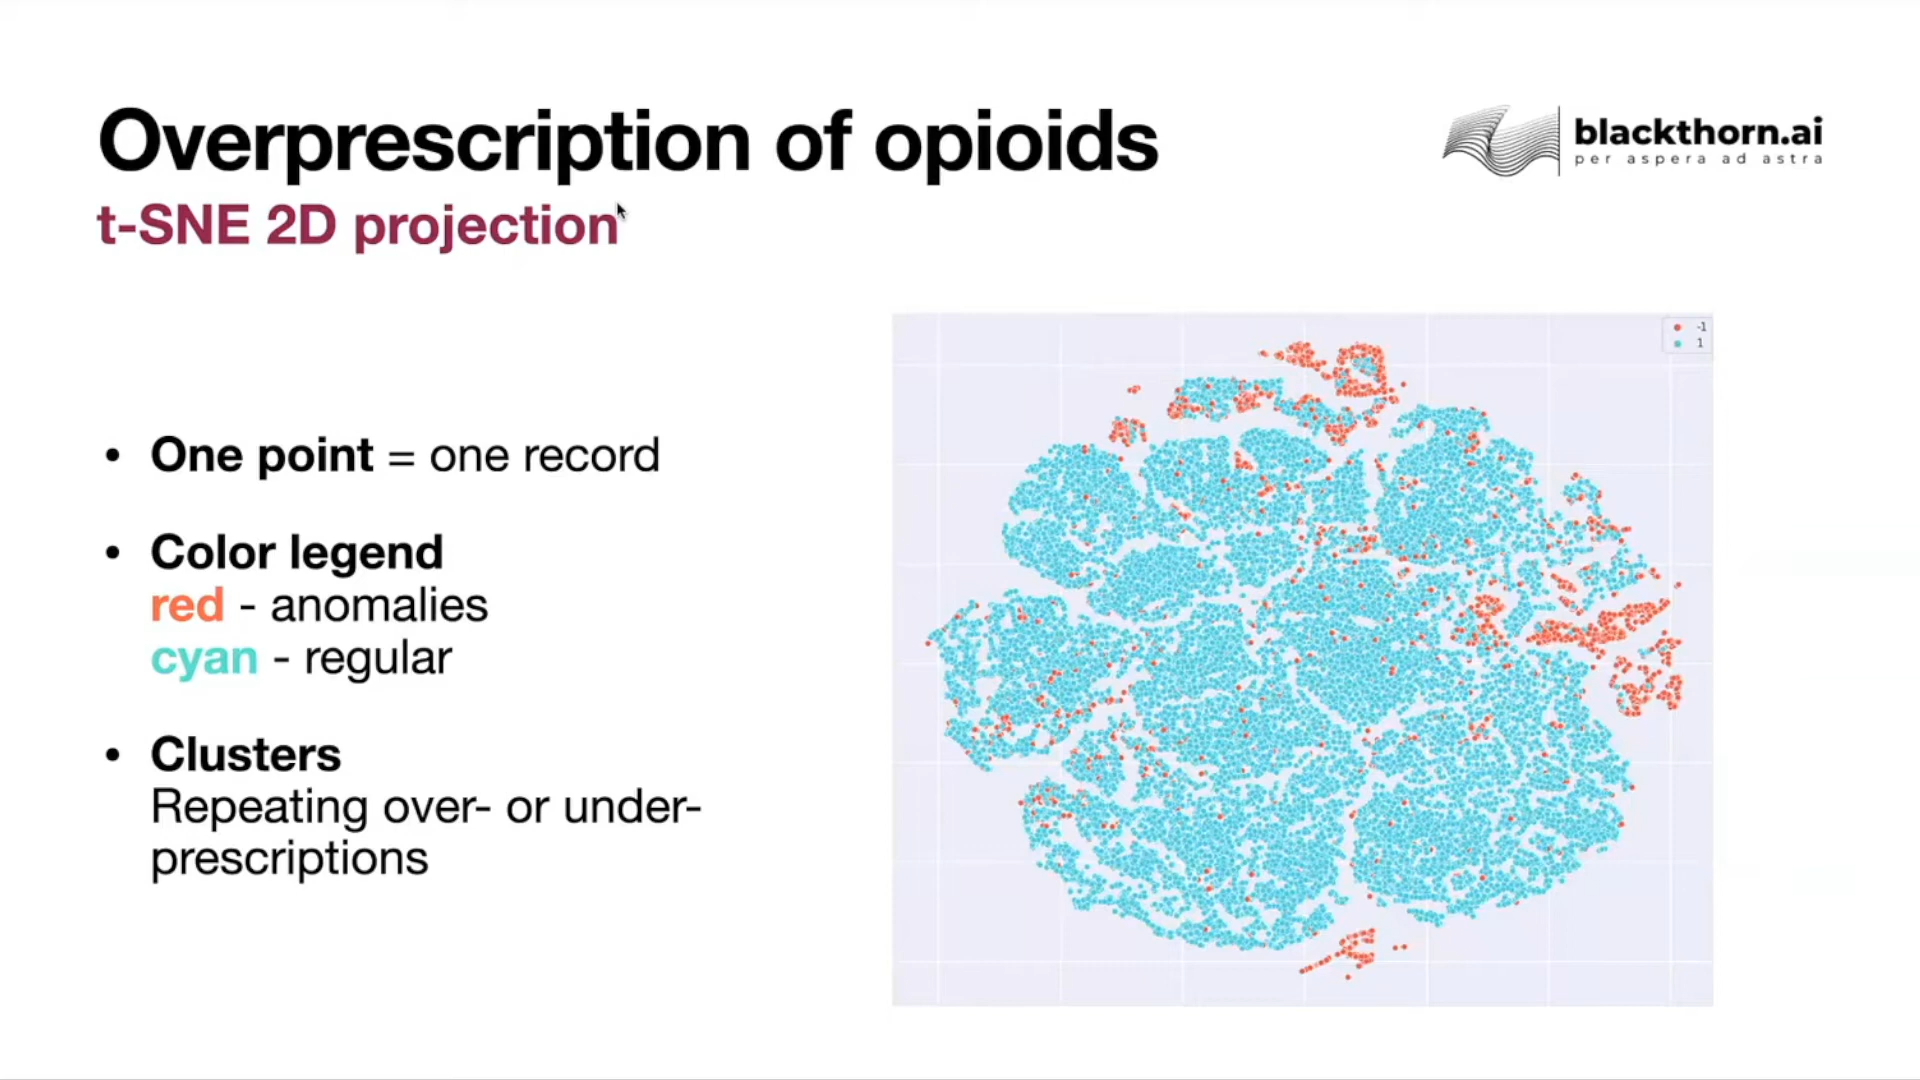 Overprescription of opioids
t-SNE 2D projection
blackthorn.ai
per aspera ad astra
• One point = one record
• Color legend
red - anomalies
cyan - regular
• Clusters
Repeating over- or under-
prescriptions
-1
1